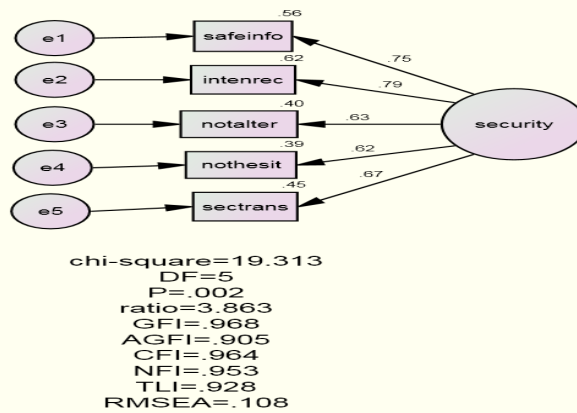 .56
e1 safeinfo
.75
.62
e2 intenrec
.79
.40
e3 notalter .63 security
.39
e4 nothesit .62
.45
.67
e5 sectrans
chi-square=19.313
DF=5
P=.002
ratio=3.863
GFI=.968
AGFI=.905
CFI=.964
NFI=.953
TLI=.928
RMSEA=.108